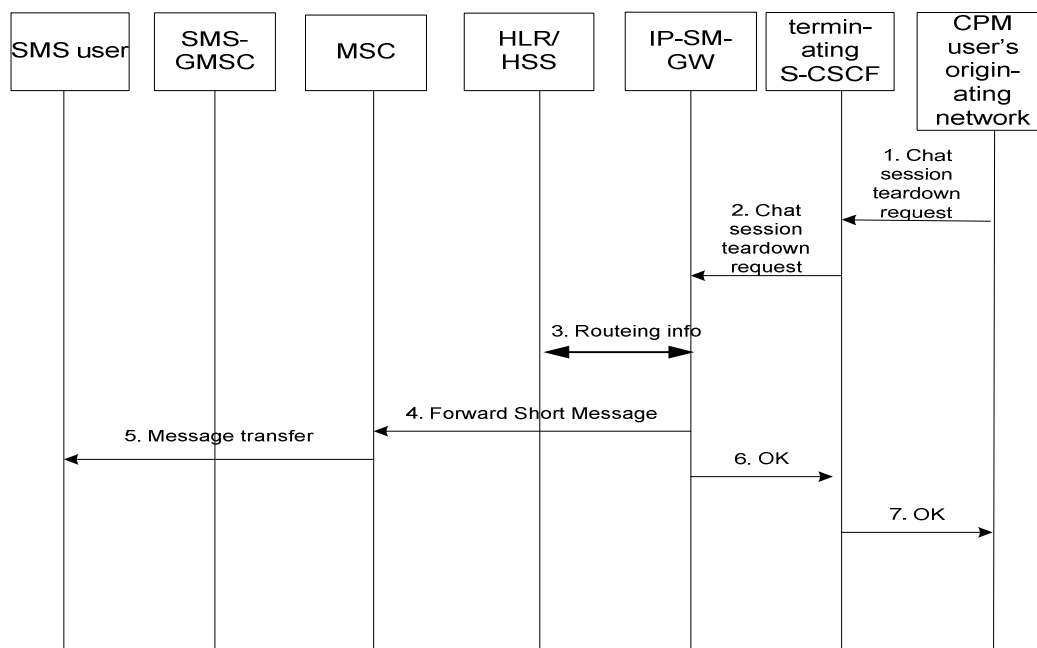 SMS user
SMS-
GMSC
MSC
HLR/
HSS
IP-SM-
GW
termin-
ating
S-CSCF
CPM
user's
origin-
ating
network
1. Chat
session
teardown
request
2. Chat
session
teardown
request
3. Routeing info
4. Forward Short Message
5. Message transfer
6. OK
7. OK